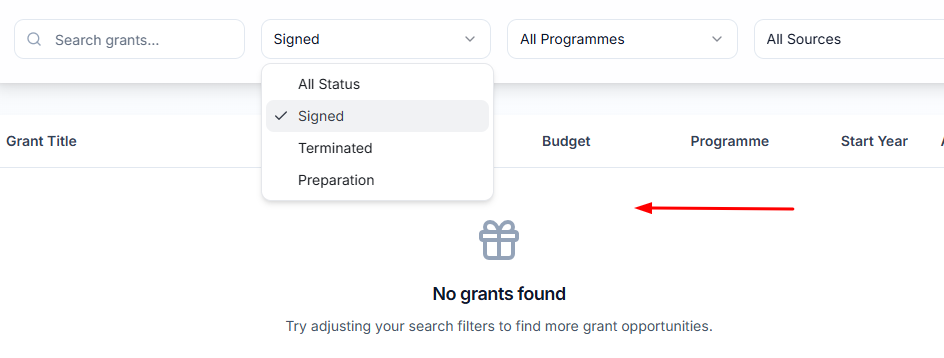 Search grants...
Signed
All Programmes
All Sources
All Status
Signed
Terminated
Preparation
Grant Title
Budget
Programme
Start Year
No grants found
Try adjusting your search filters to find more grant opportunities.